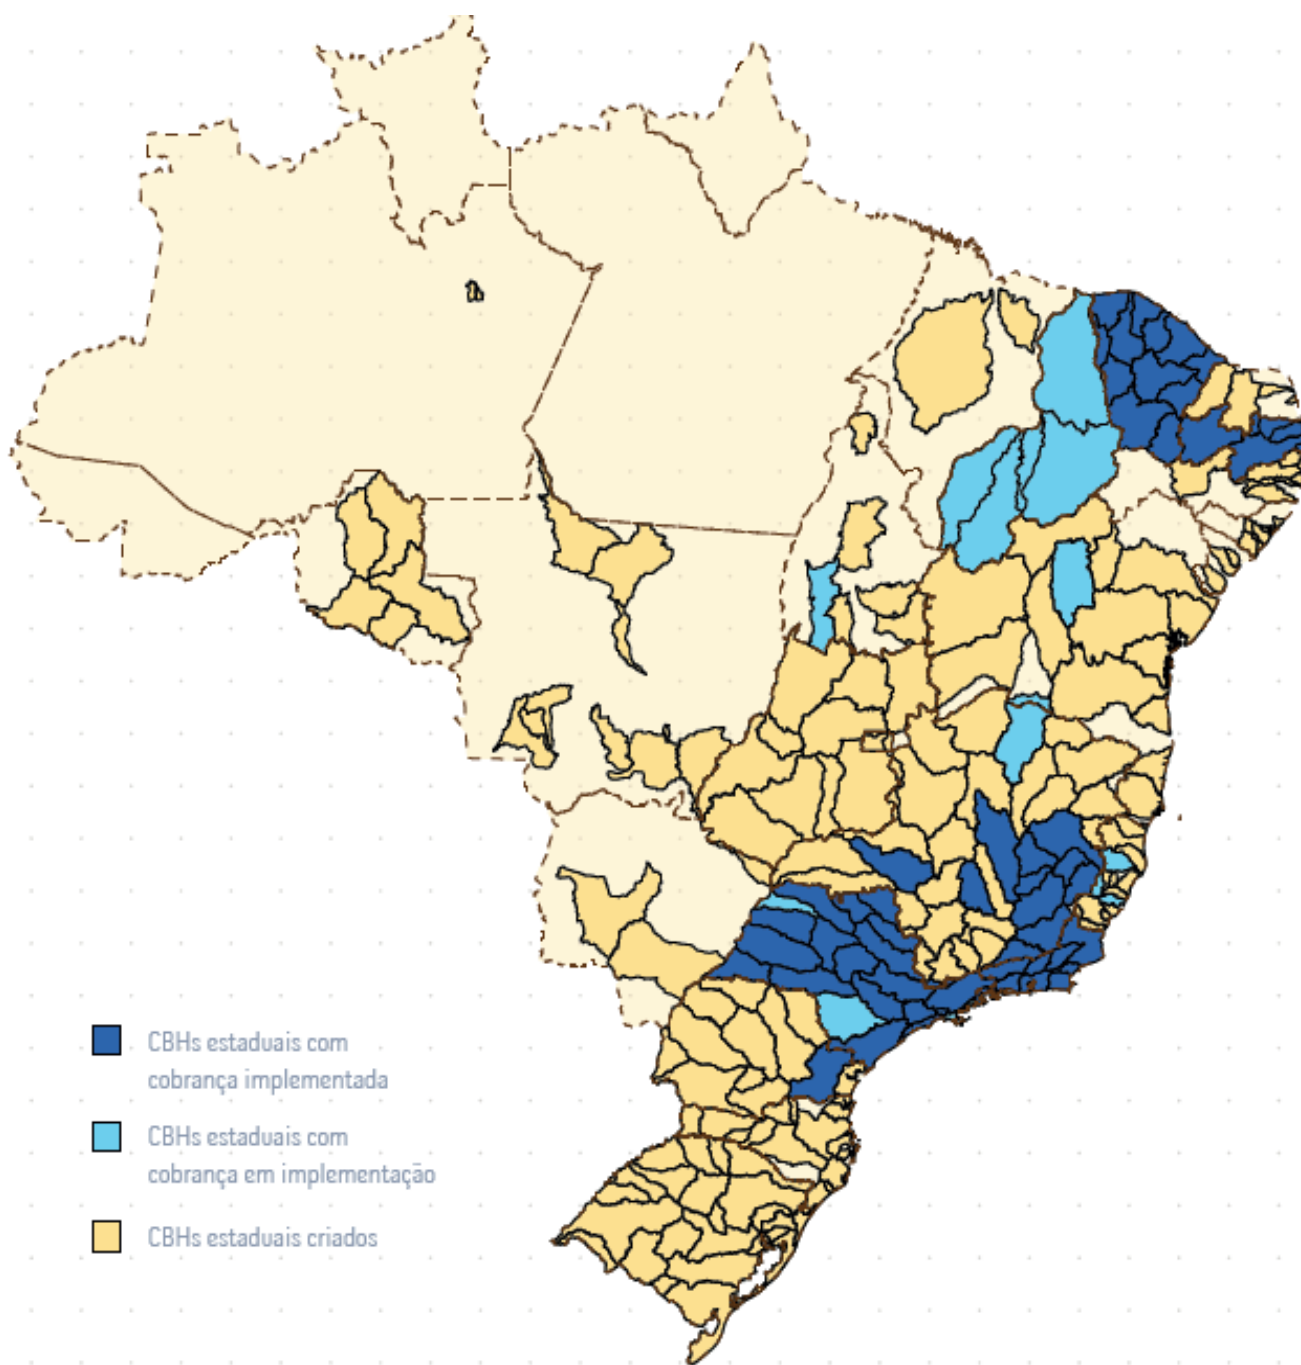 CBHs estaduais com
cobrança implementada
CBHs estaduais com
cobrança em implementação
CBHs estaduais criados